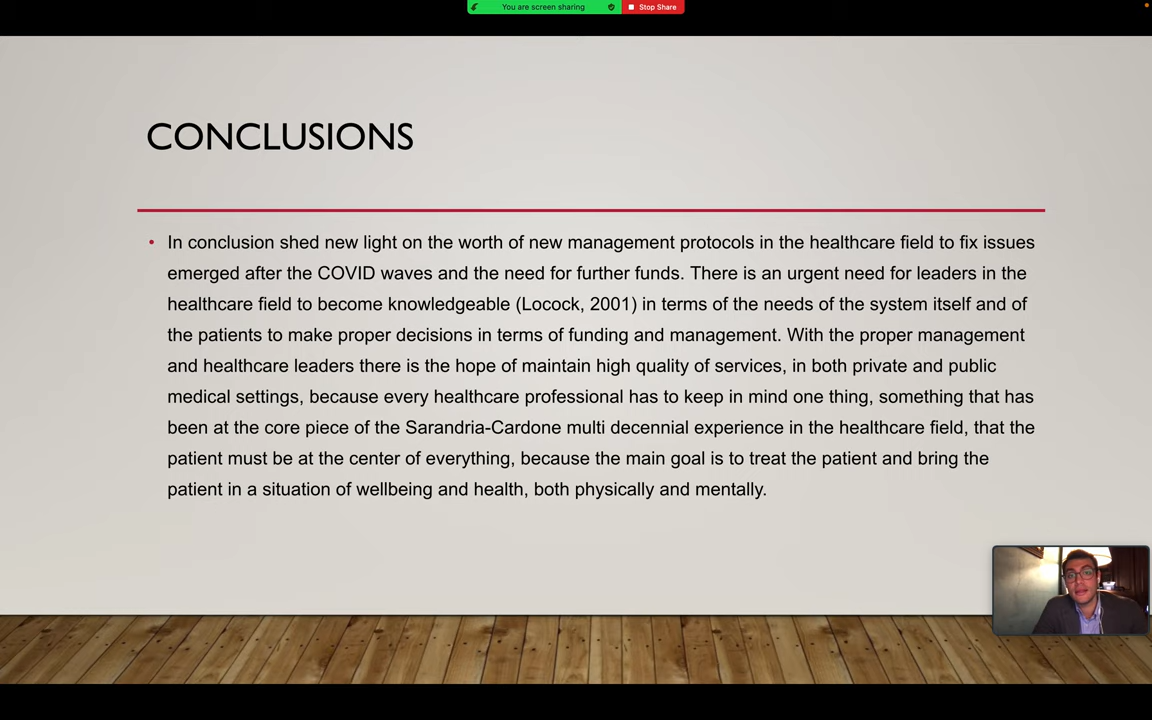 You are screen sharing
Stop Share
CONCLUSIONS
• In conclusion shed new light on the worth of new management protocols in the healthcare field to fix issues
emerged after the COVID waves and the need for further funds. There is an urgent need for leaders in the
healthcare field to become knowledgeable (Locock, 2001) in terms of the needs of the system itself and of
the patients to make proper decisions in terms of funding and management. With the proper management
and healthcare leaders there is the hope of maintain high quality of services, in both private and public
medical settings, because every healthcare professional has to keep in mind one thing, something that has
been at the core piece of the Sarandria-Cardone multi decennial experience in the healthcare field, that the
patient must be at the center of everything, because the main goal is to treat the patient and bring the
patient in a situation of wellbeing and health, both physically and mentally.